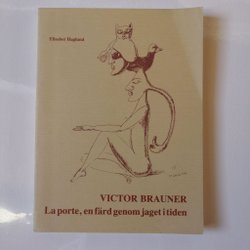 Elisabet Haglund
VICTOR BRAUNER
La porte, en färd genom jaget i tiden